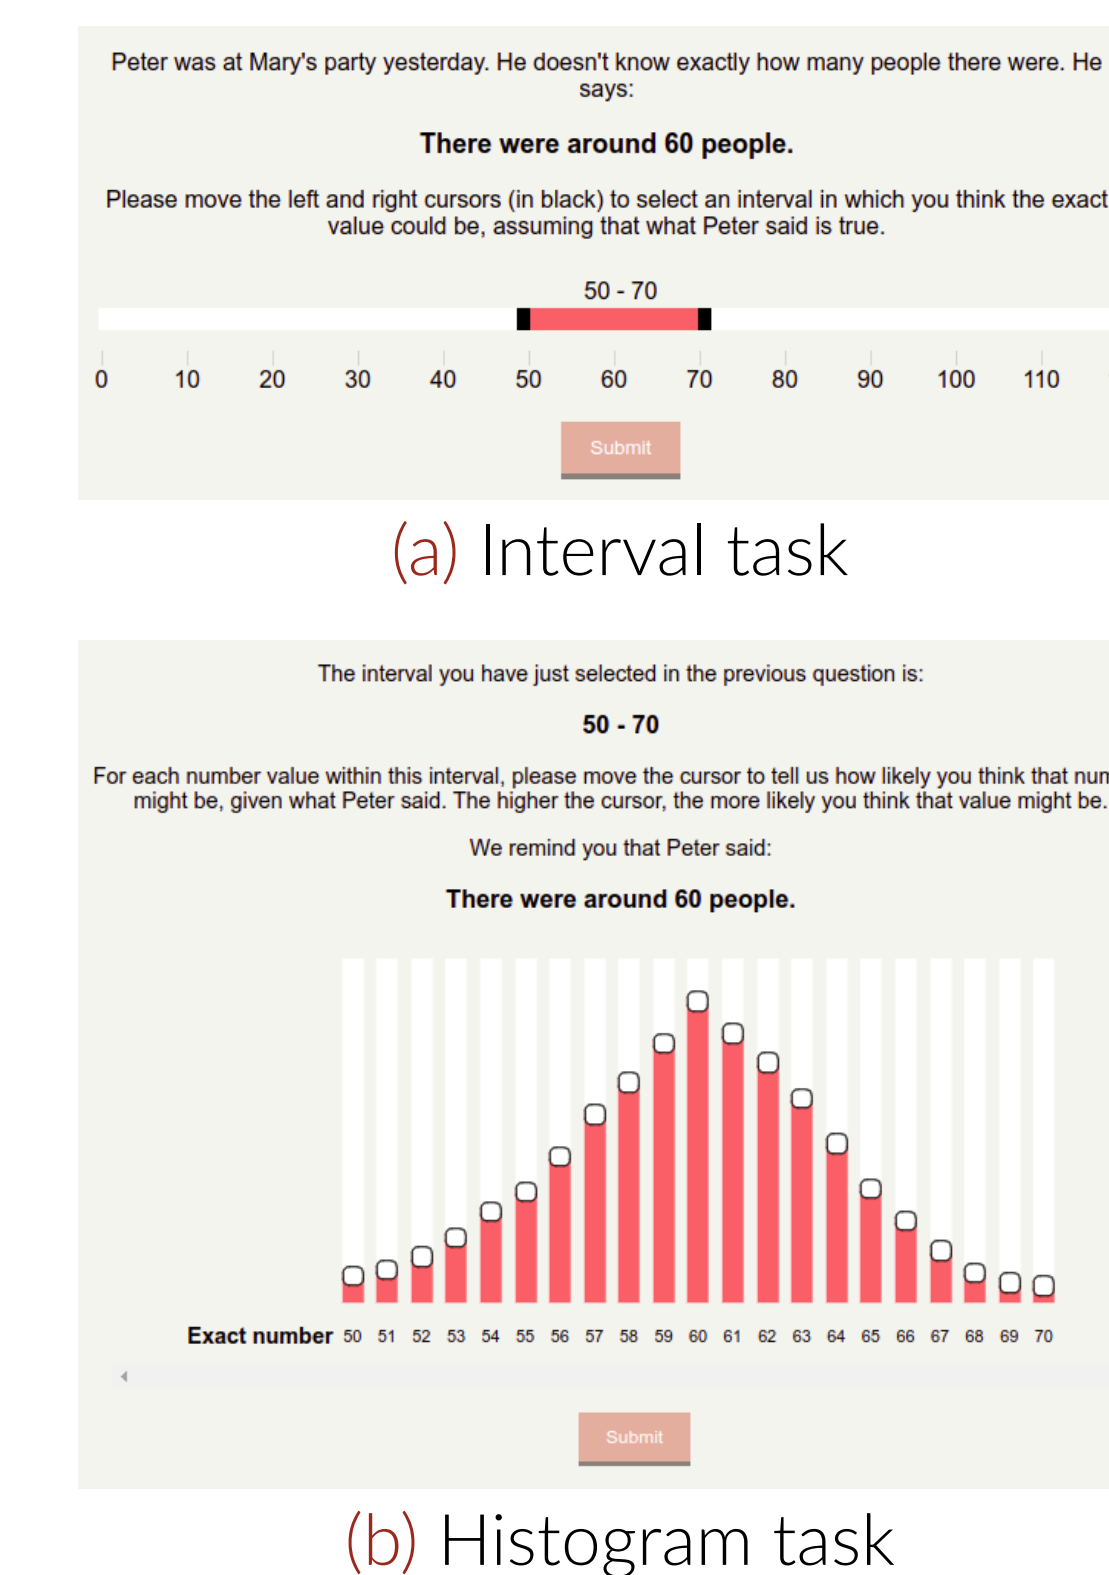 Peter was at Mary's party yesterday. He doesn't know exactly how many people there were. He
says:
There were around 60 people.
Please move the left and right cursors (in black) to select an interval in which you think the exact
value could be, assuming that what Peter said is true.
50 - 70
0 10 20 30 40 50 60 70 80 90 100 110
Submit
(a) Interval task
The interval you have just selected in the previous question is:
50 - 70
For each number value within this interval, please move the cursor to tell us how likely you think that
might be, given what Peter said. The higher the cursor, the more likely you think that value might be.
We remind you that Peter said:
There were around 60 people.
Exact number 50 51 52 53 54 55 56 57 58 59 60 61 62 63 64 65 66 67 68 69 70
Submit
(b) Histogram task